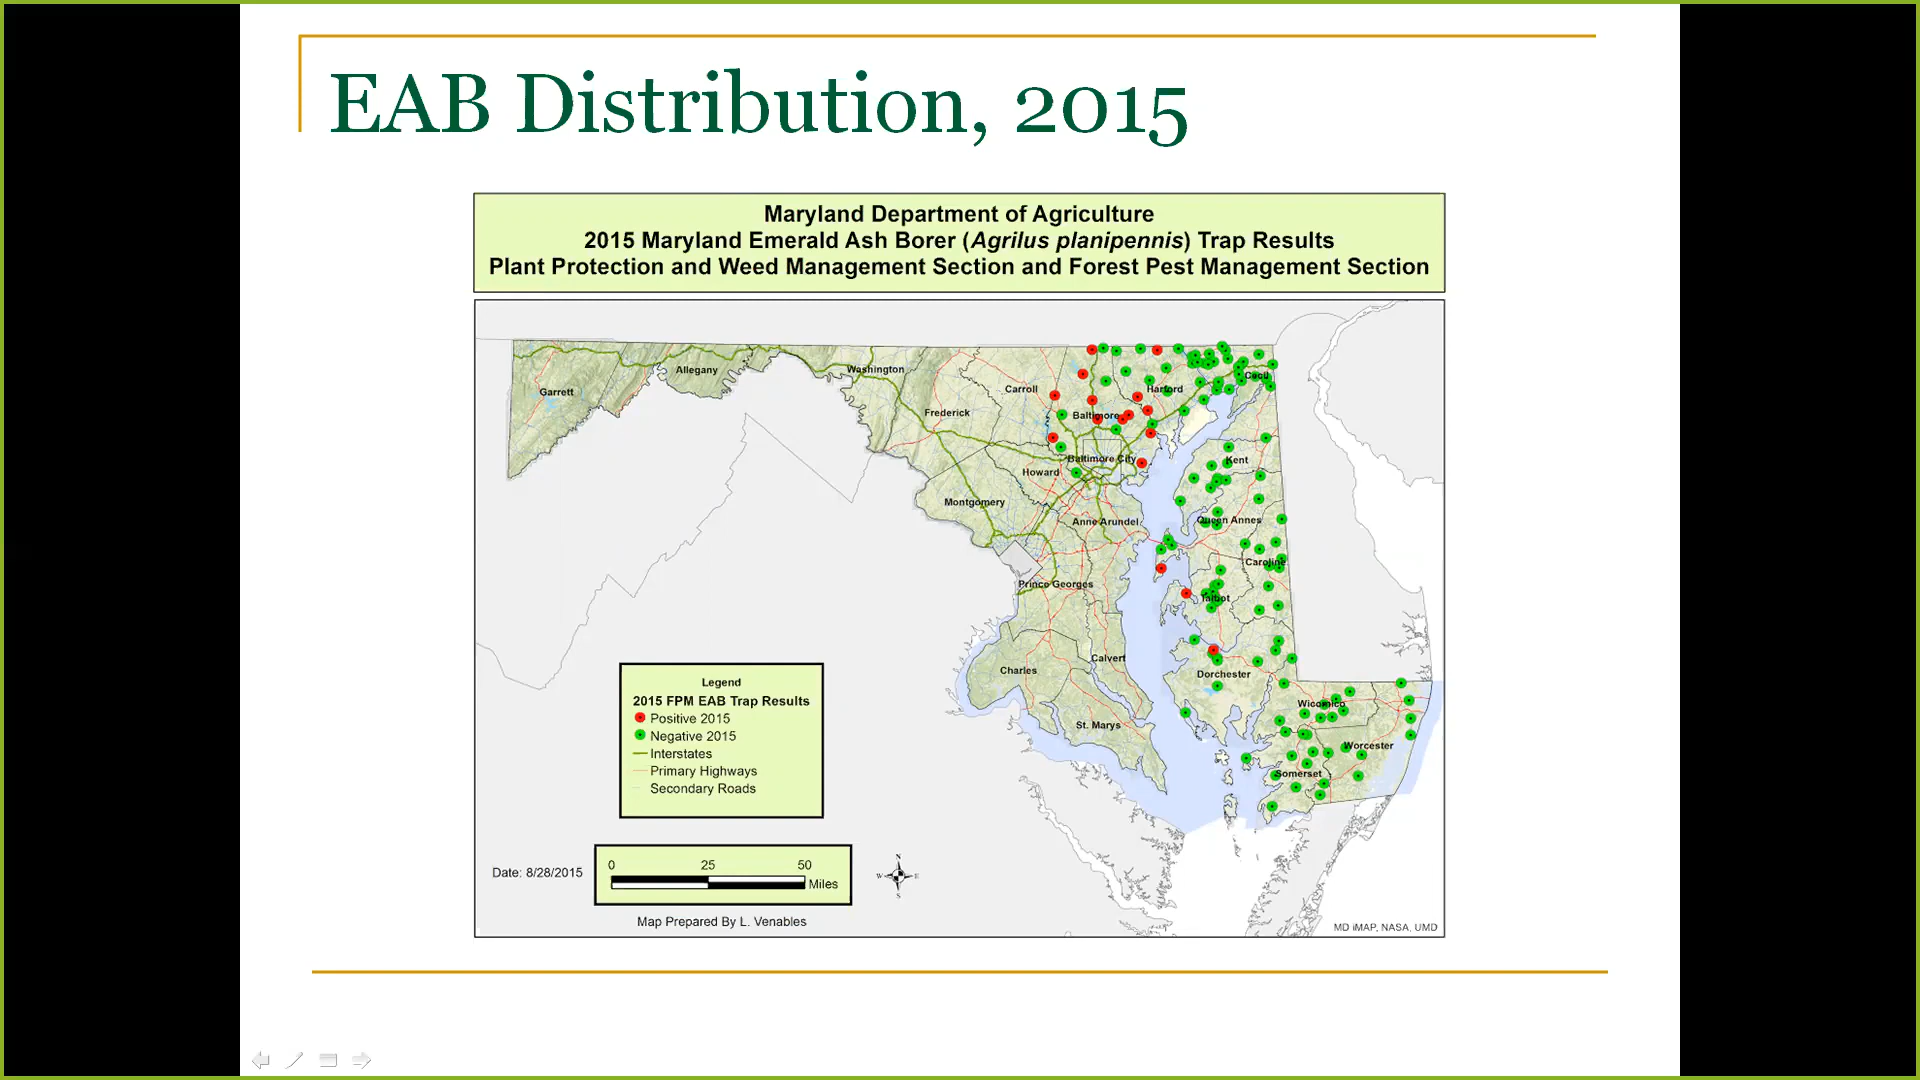 EAB Distribution, 2015
Maryland Department of Agriculture
2015 Maryland Emerald Ash Borer (Agrilus planipennis) Trap Results
Plant Protection and Weed Management Section and Forest Pest Management Section
Garrett
Allegany
Washington
Frederick
Carroll
Baltimore
Harford
Cecil
Baltimore City
Howard
Kent
Montgomery
Anne Arundel
Queen Annes
Caroline
Prince Georges
Talbot
Calvert
Charles
Dorchester
St. Marys
Wicomico
Worcester
Somerset
Legend
2015 FPM EAB Trap Results
Positive 2015
Negative 2015
Interstates
Primary Highways
Secondary Roads
0 25 50
Miles
Date: 8/28/2015
N
W E
S
Map Prepared By L. Venables
MD iMAP, NASA, UMD